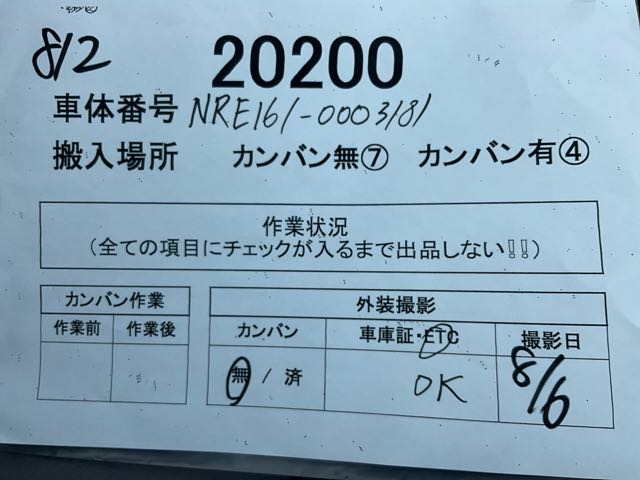 812
20200
車体番号 NRE161-0003181
搬入場所 カンバン無⑦ カンバン有④
作業状況
(全ての項目にチェックが入るまで出品しない!!)
カンバン作業
作業前 作業後
外装撮影
カンバン 車庫証・ETC 撮影日
無 / 済 OK 8/6